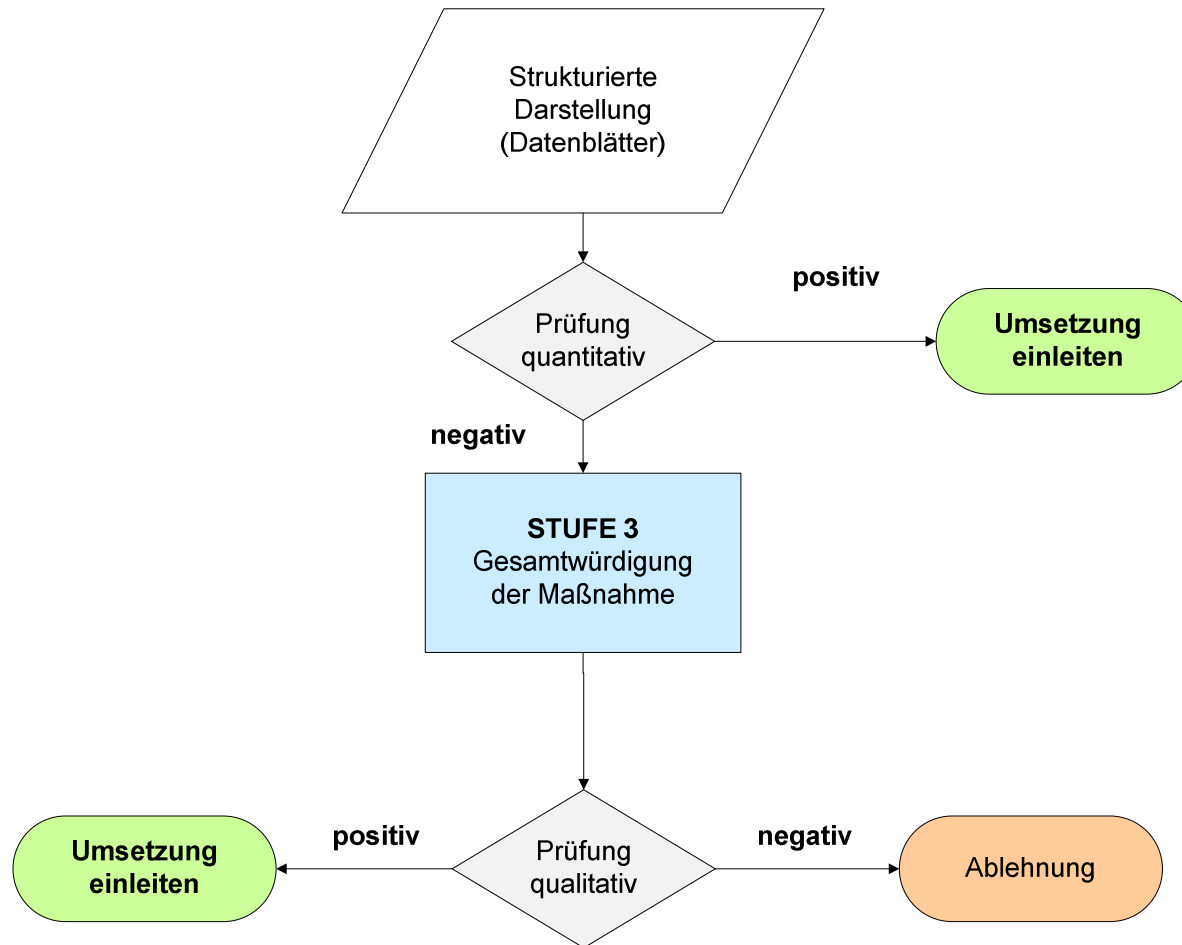 Strukturierte
Darstellung
(Datenblätter)
positiv
Prüfung
quantitativ
Umsetzung
einleiten
negativ
STUFE 3
Gesamtwürdigung
der Maßnahme
positiv
negativ
Umsetzung
einleiten
Prüfung
qualitativ
Ablehnung